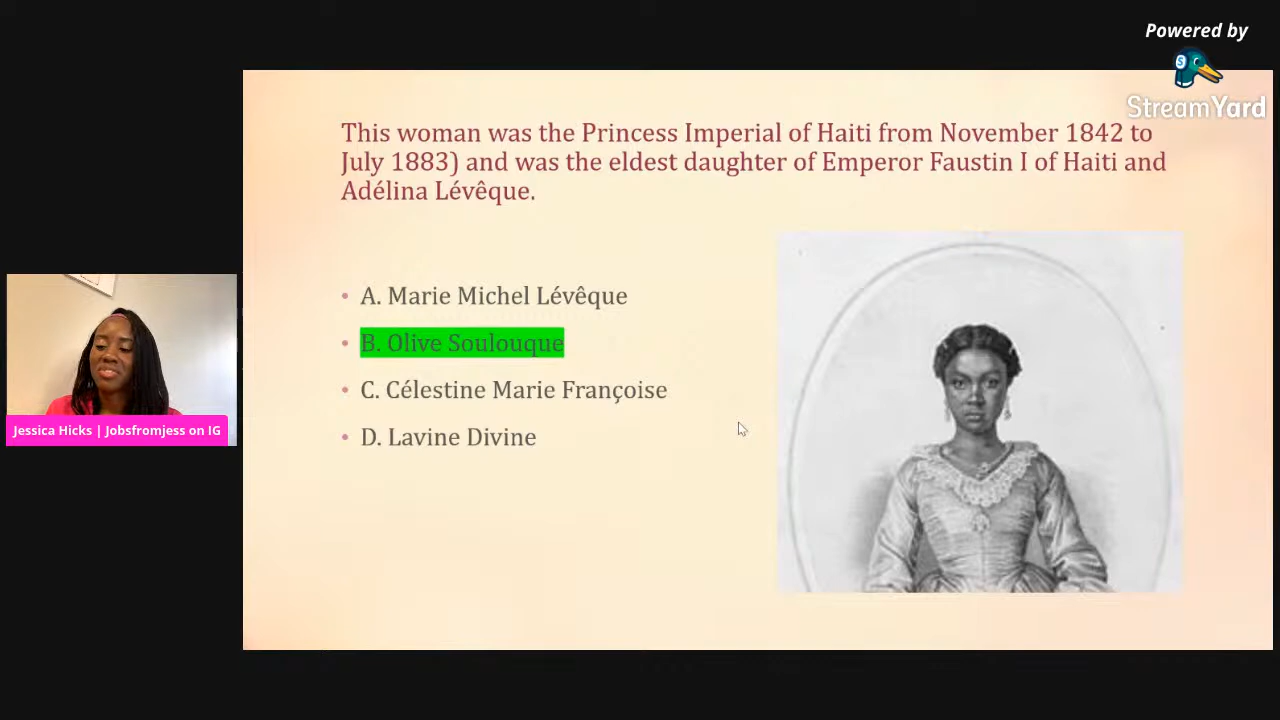 Powered by
StreamYard
This woman was the Princess Imperial of Haiti from November 1842 to
July 1883) and was the eldest daughter of Emperor Faustin I of Haiti and
Adélina Lévêque.
• A. Marie Michel Lévêque
• B. Olive Soulouque
• C. Célestine Marie Françoise
• D. Lavine Divine
Jessica Hicks | Jobsfromjess on IG